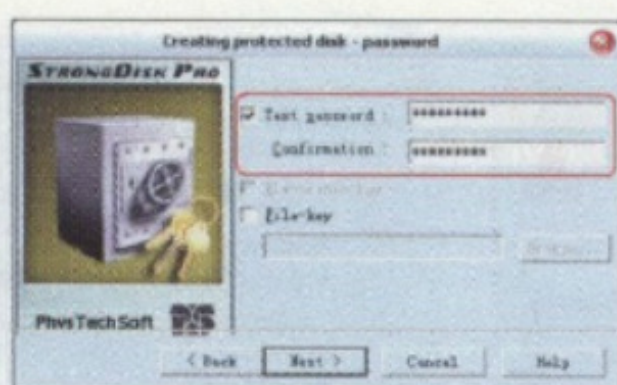 Creating protected disk - password
STRONGDISK PRO
Text password :
*********
Confirmation :
*********
File-key
PhysTechSoft
< Back
Next >
Cancel
Help